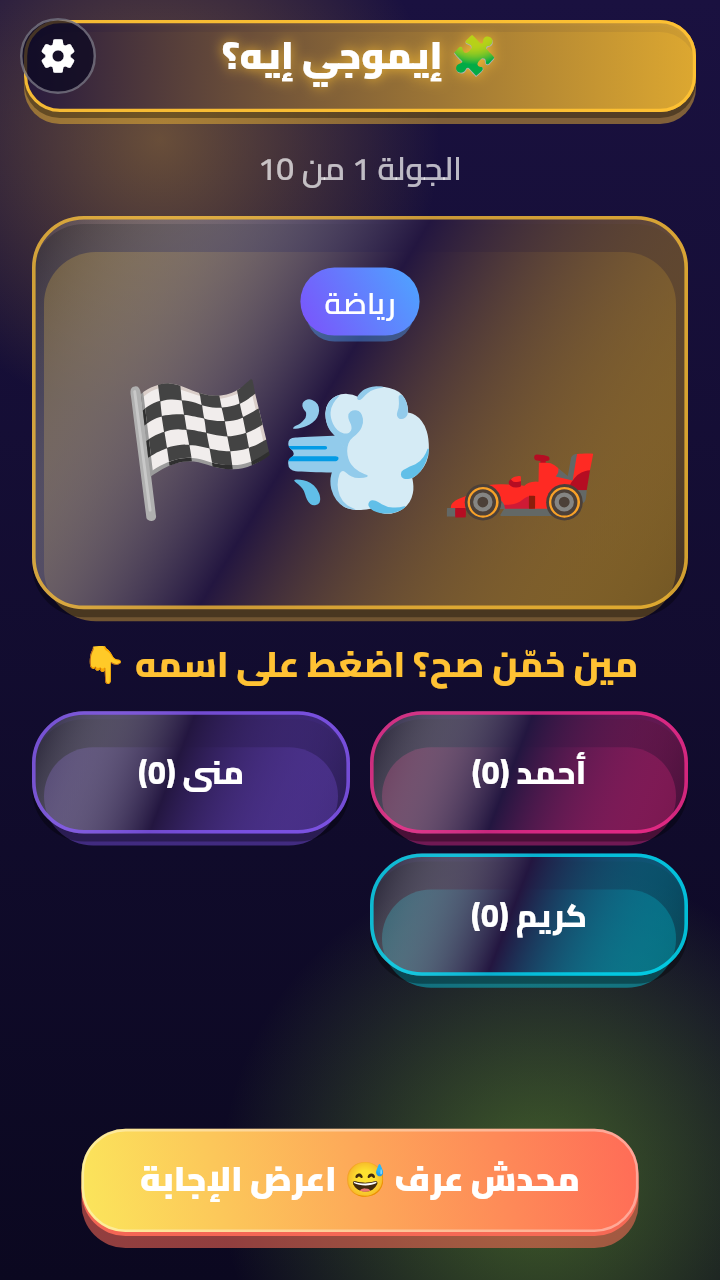 🧩 إيموجي إيه؟
الجولة 1 من 10
رياضة
مين خمّن صح؟ اضغط على اسمه 👇
أحمد (0)
منى (0)
كريم (0)
محدش عرف 😅 اعرض الإجابة